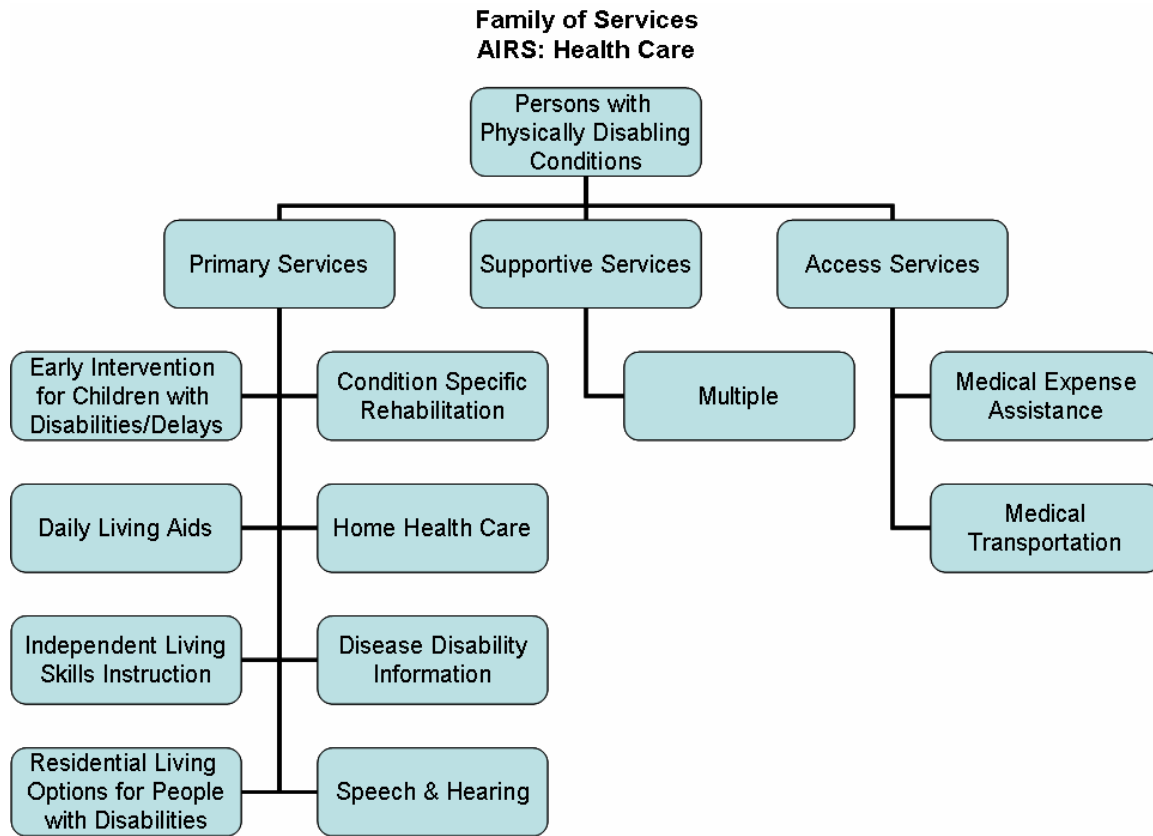 Family of Services
AIRS: Health Care
Persons with
Physically Disabling
Conditions
Primary Services
Supportive Services
Access Services
Early Intervention
for Children with
Disabilities/Delays
Condition Specific
Rehabilitation
Multiple
Medical Expense
Assistance
Daily Living Aids
Home Health Care
Medical
Transportation
Independent Living
Skills Instruction
Disease Disability
Information
Residential Living
Options for People
with Disabilities
Speech & Hearing